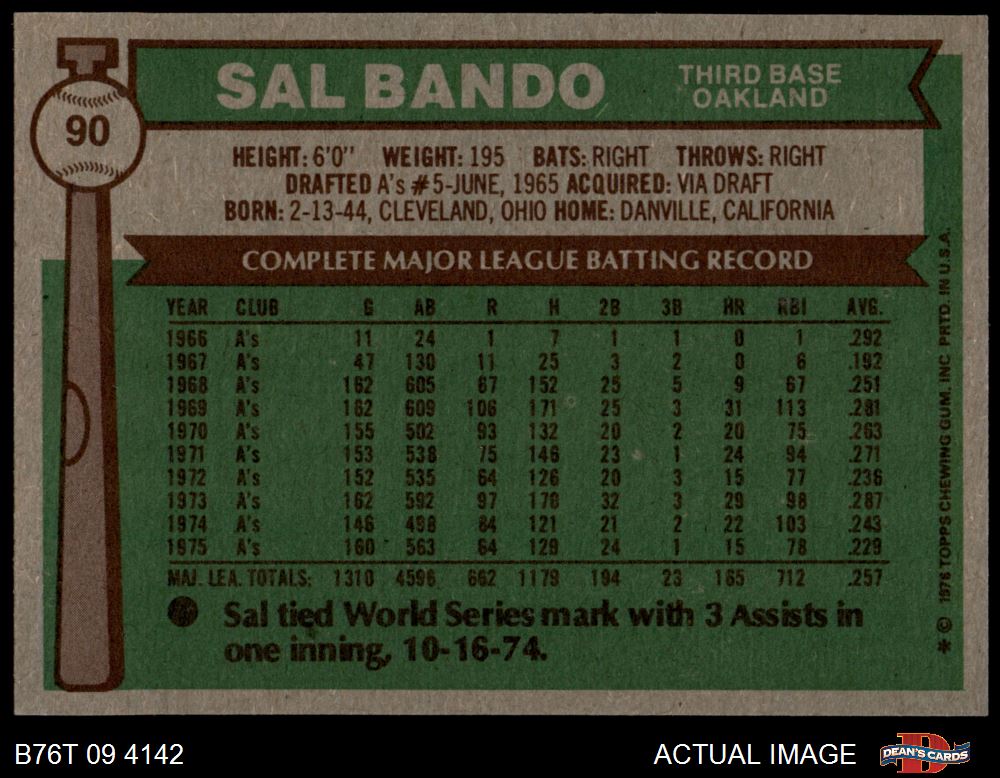 90
SAL BANDO
THIRD BASE
OAKLAND
HEIGHT: 6'0" WEIGHT: 195 BATS: RIGHT THROWS: RIGHT
DRAFTED A's #5-JUNE, 1965 ACQUIRED: VIA DRAFT
BORN: 2-13-44, CLEVELAND, OHIO HOME: DANVILLE, CALIFORNIA
COMPLETE MAJOR LEAGUE BATTING RECORD
YEAR CLUB G AB R H 2B 3B HR RBI AVG.
1966 A's 11 24 1 7 1 1 0 1 .292
1967 A's 47 130 11 25 3 2 0 6 .192
1968 A's 162 605 67 152 25 5 9 67 .251
1969 A's 162 609 106 171 25 3 31 113 .281
1970 A's 155 502 93 132 20 2 20 75 .263
1971 A's 153 538 75 146 23 1 24 94 .271
1972 A's 152 535 64 126 20 3 15 77 .236
1973 A's 162 592 97 170 32 3 29 98 .287
1974 A's 146 498 84 121 21 2 22 103 .243
1975 A's 160 563 64 129 24 1 15 78 .229
MAJ. LEA. TOTALS: 1310 4596 662 1179 194 23 165 712 .257
Sal tied World Series mark with 3 Assists in
one inning, 10-16-74.
* © 1976 TOPPS CHEWING GUM, INC PRTD. IN U.S.A.
B76T 09 4142
ACTUAL IMAGE
D
DEAN'S CARDS